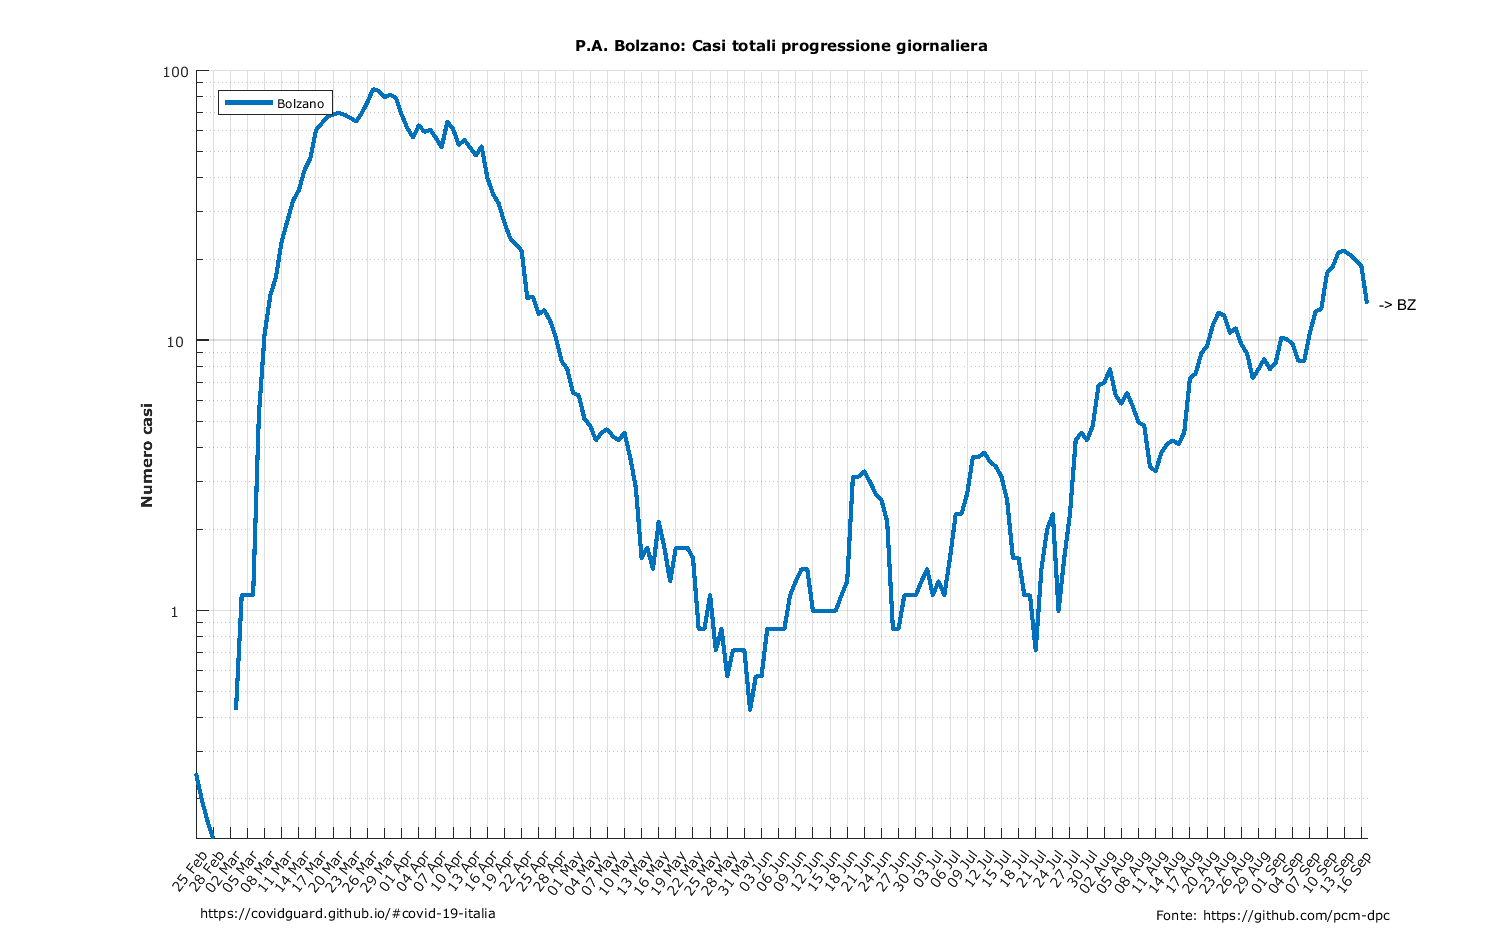 P.A. Bolzano: Casi totali progressione giornaliera
100
Bolzano
-> BZ
10
Numero casi
1
25 Feb
28 Feb
02 Mar
05 Mar
08 Mar
11 Mar
14 Mar
17 Mar
20 Mar
23 Mar
26 Mar
29 Mar
01 Apr
04 Apr
07 Apr
10 Apr
13 Apr
16 Apr
19 Apr
22 Apr
25 Apr
28 Apr
01 May
04 May
07 May
10 May
13 May
16 May
19 May
22 May
25 May
28 May
31 May
03 Jun
06 Jun
09 Jun
12 Jun
15 Jun
18 Jun
21 Jun
24 Jun
27 Jun
30 Jun
03 Jul
06 Jul
09 Jul
12 Jul
15 Jul
18 Jul
21 Jul
24 Jul
27 Jul
30 Jul
02 Aug
05 Aug
08 Aug
11 Aug
14 Aug
17 Aug
20 Aug
23 Aug
26 Aug
29 Aug
01 Sep
04 Sep
07 Sep
10 Sep
13 Sep
16 Sep
https://covidguard.github.io/#covid-19-italia
Fonte: https://github.com/pcm-dpc